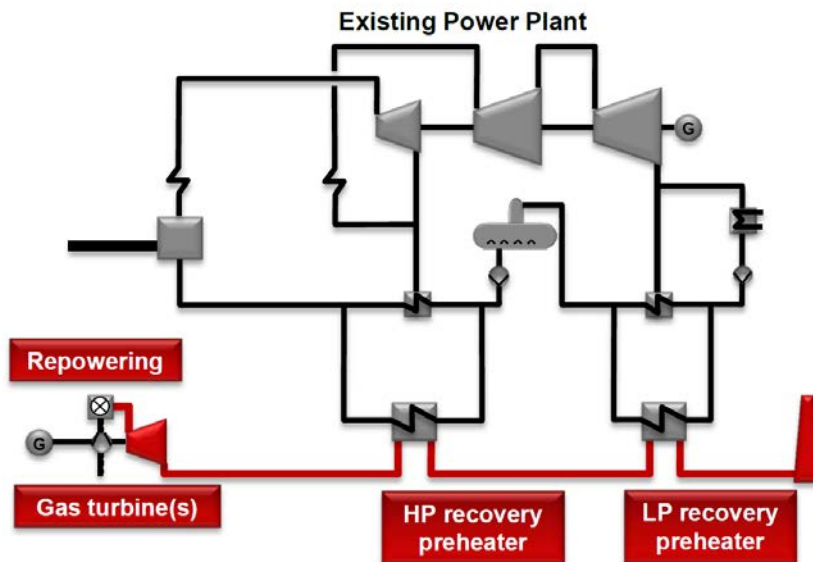 Existing Power Plant
G
Repowering
G
Gas turbine(s)
HP recovery
preheater
LP recovery
preheater